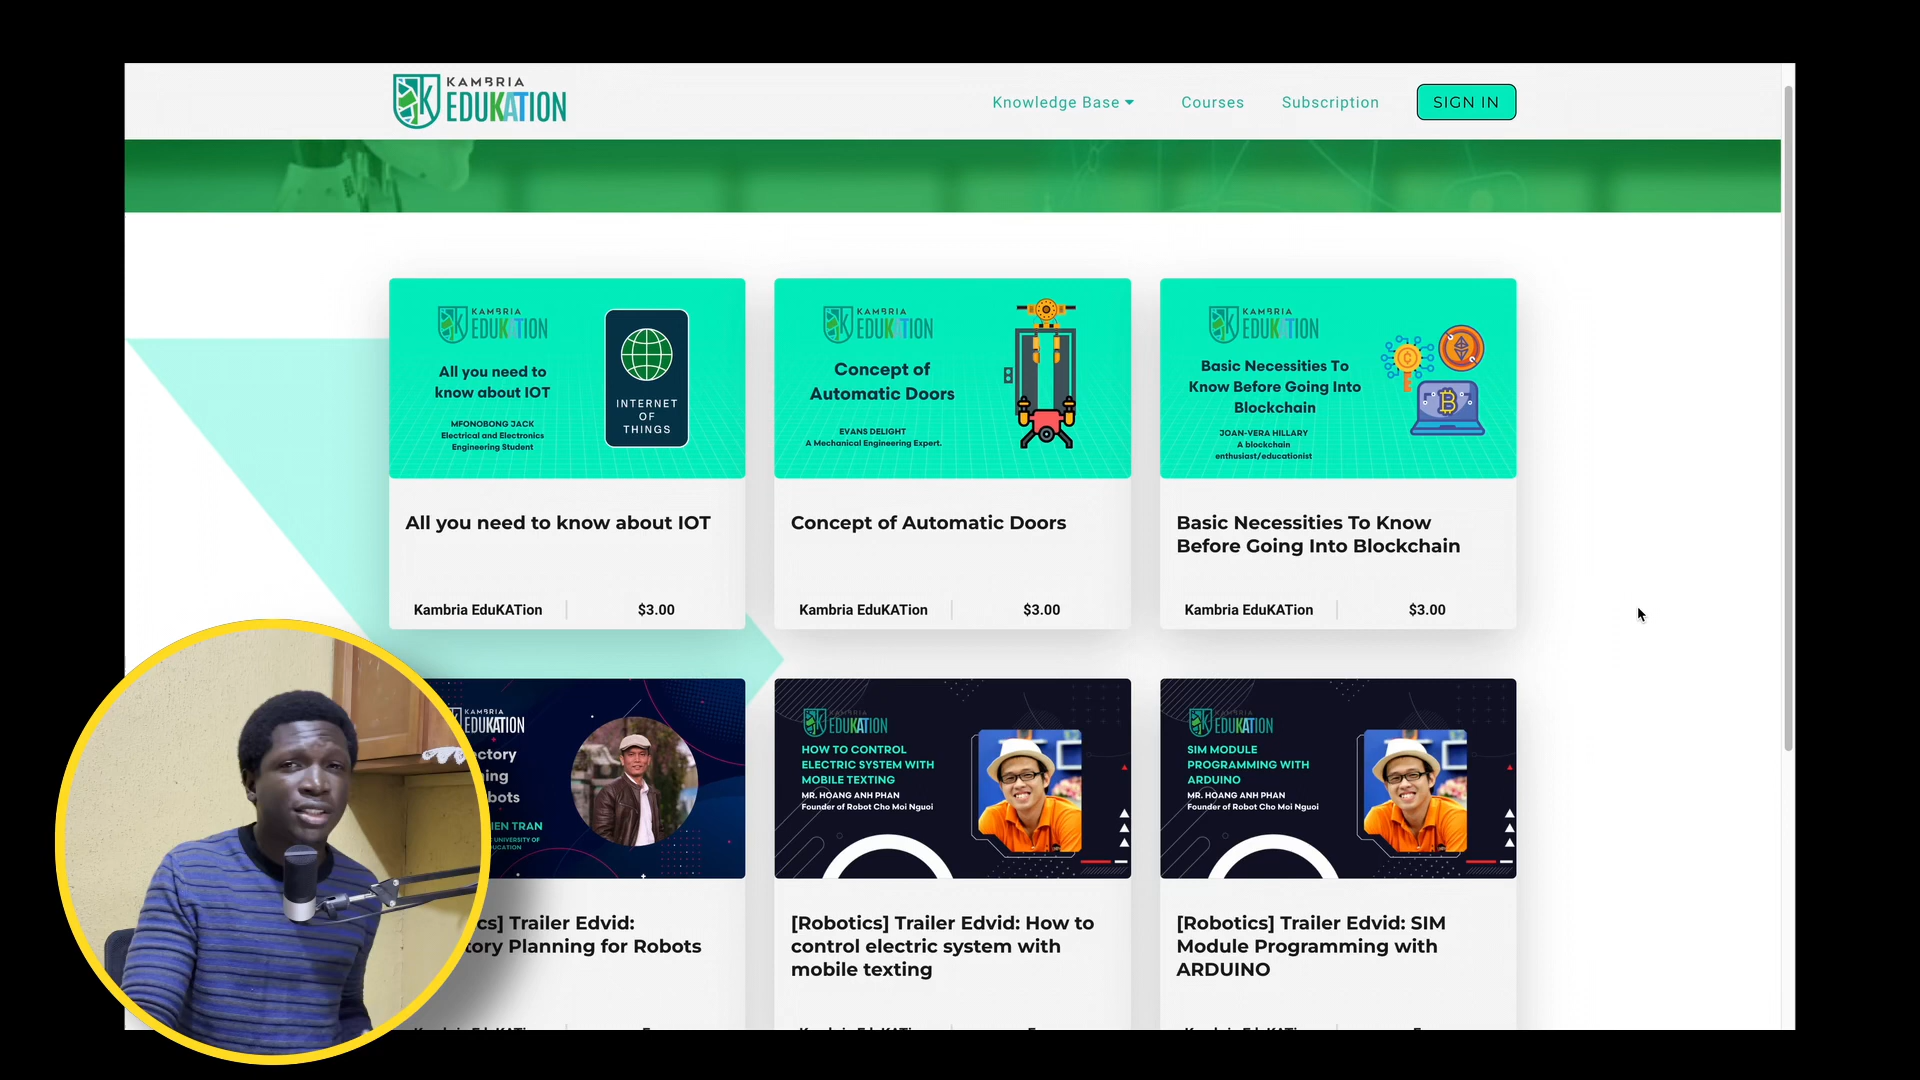 KAMBRIA
EDUKATION
Knowledge Base
Courses
Subscription
SIGN IN
KAMBRIA
EDUKATION
All you need to
know about IOT
MFONOBONG JACK
Electrical and Electronics
Engineering Student
INTERNET
OF
THINGS
All you need to know about IOT
Kambria EduKATion
$3.00
KAMBRIA
EDUKATION
Concept of
Automatic Doors
EVANS DELIGHT
A Mechanical Engineering Expert.
Concept of Automatic Doors
Kambria EduKATion
$3.00
KAMBRIA
EDUKATION
Basic Necessities To
Know Before Going Into
Blockchain
JOAN-VERA HILLARY
A blockchain
enthusiast/educationist
Basic Necessities To Know
Before Going Into Blockchain
Kambria EduKATion
$3.00
KAMBRIA
EDUKATION
TRAN
UNIVERSITY OF
Trailer Edvid:
Planning for Robots
KAMBRIA
EDUKATION
HOW TO CONTROL
ELECTRIC SYSTEM WITH
MOBILE TEXTING
MR. HOANG ANH PHAN
Founder of Robot Cho Moi Nguoi
[Robotics] Trailer Edvid: How to
control electric system with
mobile texting
KAMBRIA
EDUKATION
SIM MODULE
PROGRAMMING WITH
ARDUINO
MR. HOANG ANH PHAN
Founder of Robot Cho Moi Nguoi
[Robotics] Trailer Edvid: SIM
Module Programming with
ARDUINO